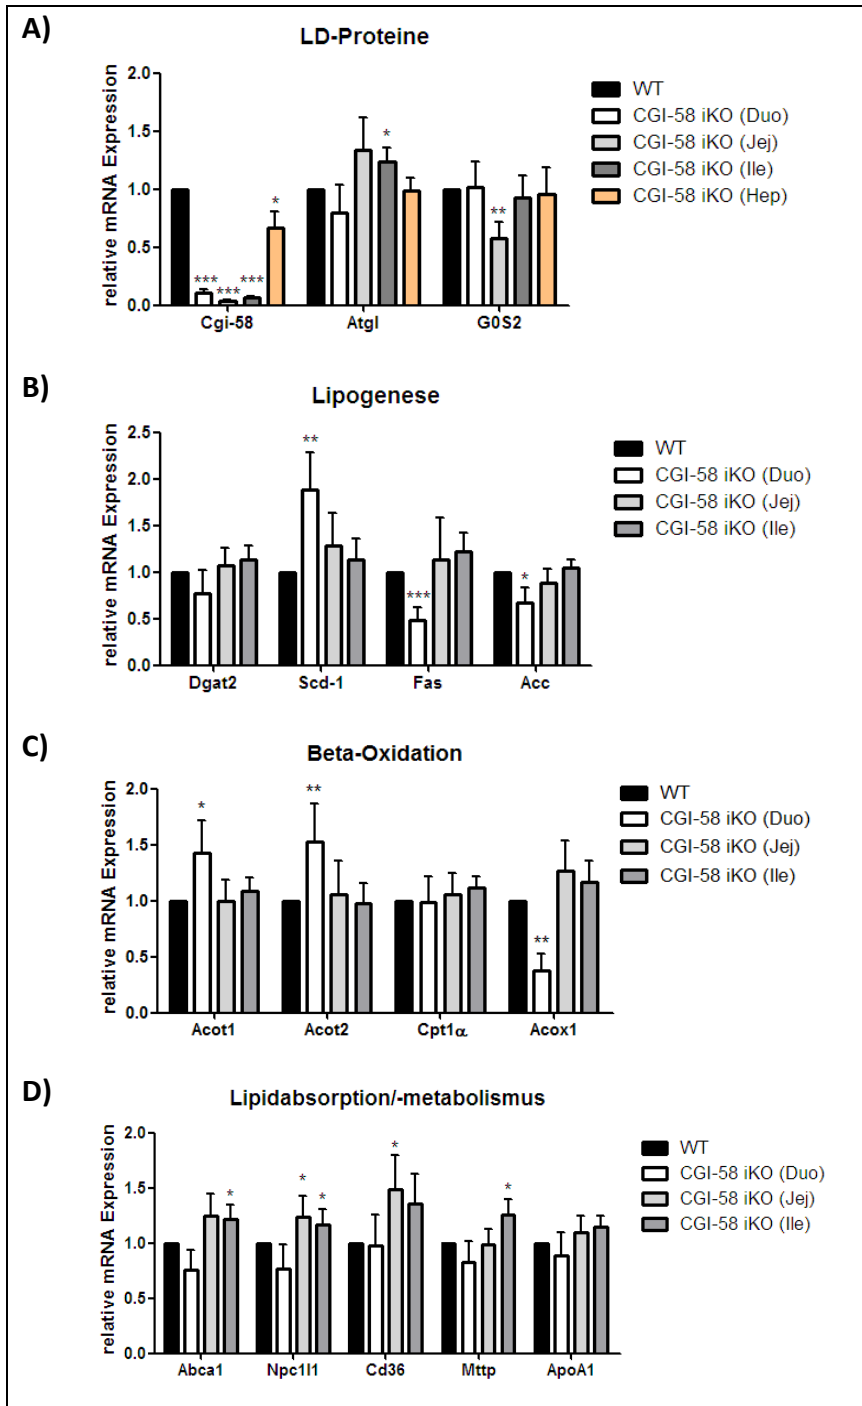 A)
LD-Proteine
relative mRNA Expression
2.0
1.5
1.0
0.5
0.0
*** *** *** *
*
**
Cgi-58 Atgl G0S2
WT
CGI-58 iKO (Duo)
CGI-58 iKO (Jej)
CGI-58 iKO (Ile)
CGI-58 iKO (Hep)
B)
Lipogenese
relative mRNA Expression
2.5
2.0
1.5
1.0
0.5
0.0
**
***
*
Dgat2 Scd-1 Fas Acc
WT
CGI-58 iKO (Duo)
CGI-58 iKO (Jej)
CGI-58 iKO (Ile)
C)
Beta-Oxidation
relative mRNA Expression
2.0
1.5
1.0
0.5
0.0
*
**
**
Acot1 Acot2 Cpt1α Acox1
WT
CGI-58 iKO (Duo)
CGI-58 iKO (Jej)
CGI-58 iKO (Ile)
D)
Lipidabsorption/-metabolismus
relative mRNA Expression
2.0
1.5
1.0
0.5
0.0
*
* *
*
*
Abca1 Npc1l1 Cd36 Mttp ApoA1
WT
CGI-58 iKO (Duo)
CGI-58 iKO (Jej)
CGI-58 iKO (Ile)